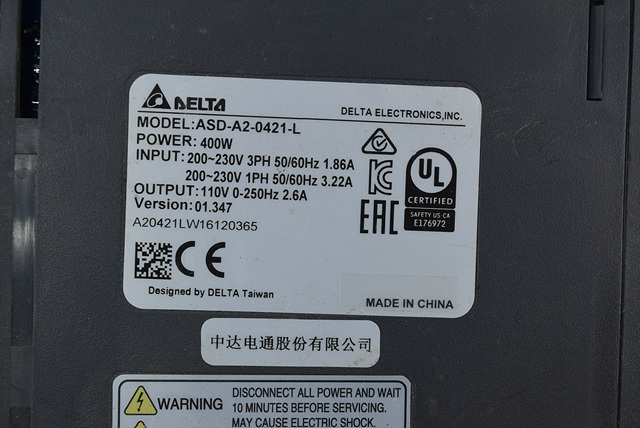 DELTA
DELTA ELECTRONICS,INC.
MODEL:ASD-A2-0421-L
POWER: 400W
INPUT: 200~230V 3PH 50/60Hz 1.86A
200~230V 1PH 50/60Hz 3.22A
OUTPUT: 110V 0-250Hz 2.6A
Version: 01.347
A20421LW16120365
UL
CERTIFIED
SAFETY US CA
E176972
EAC
CE
Designed by DELTA Taiwan
MADE IN CHINA
中达电通股份有限公司
WARNING
DISCONNECT ALL POWER AND WAIT
10 MINUTES BEFORE SERVICING.
MAY CAUSE ELECTRIC SHOCK.